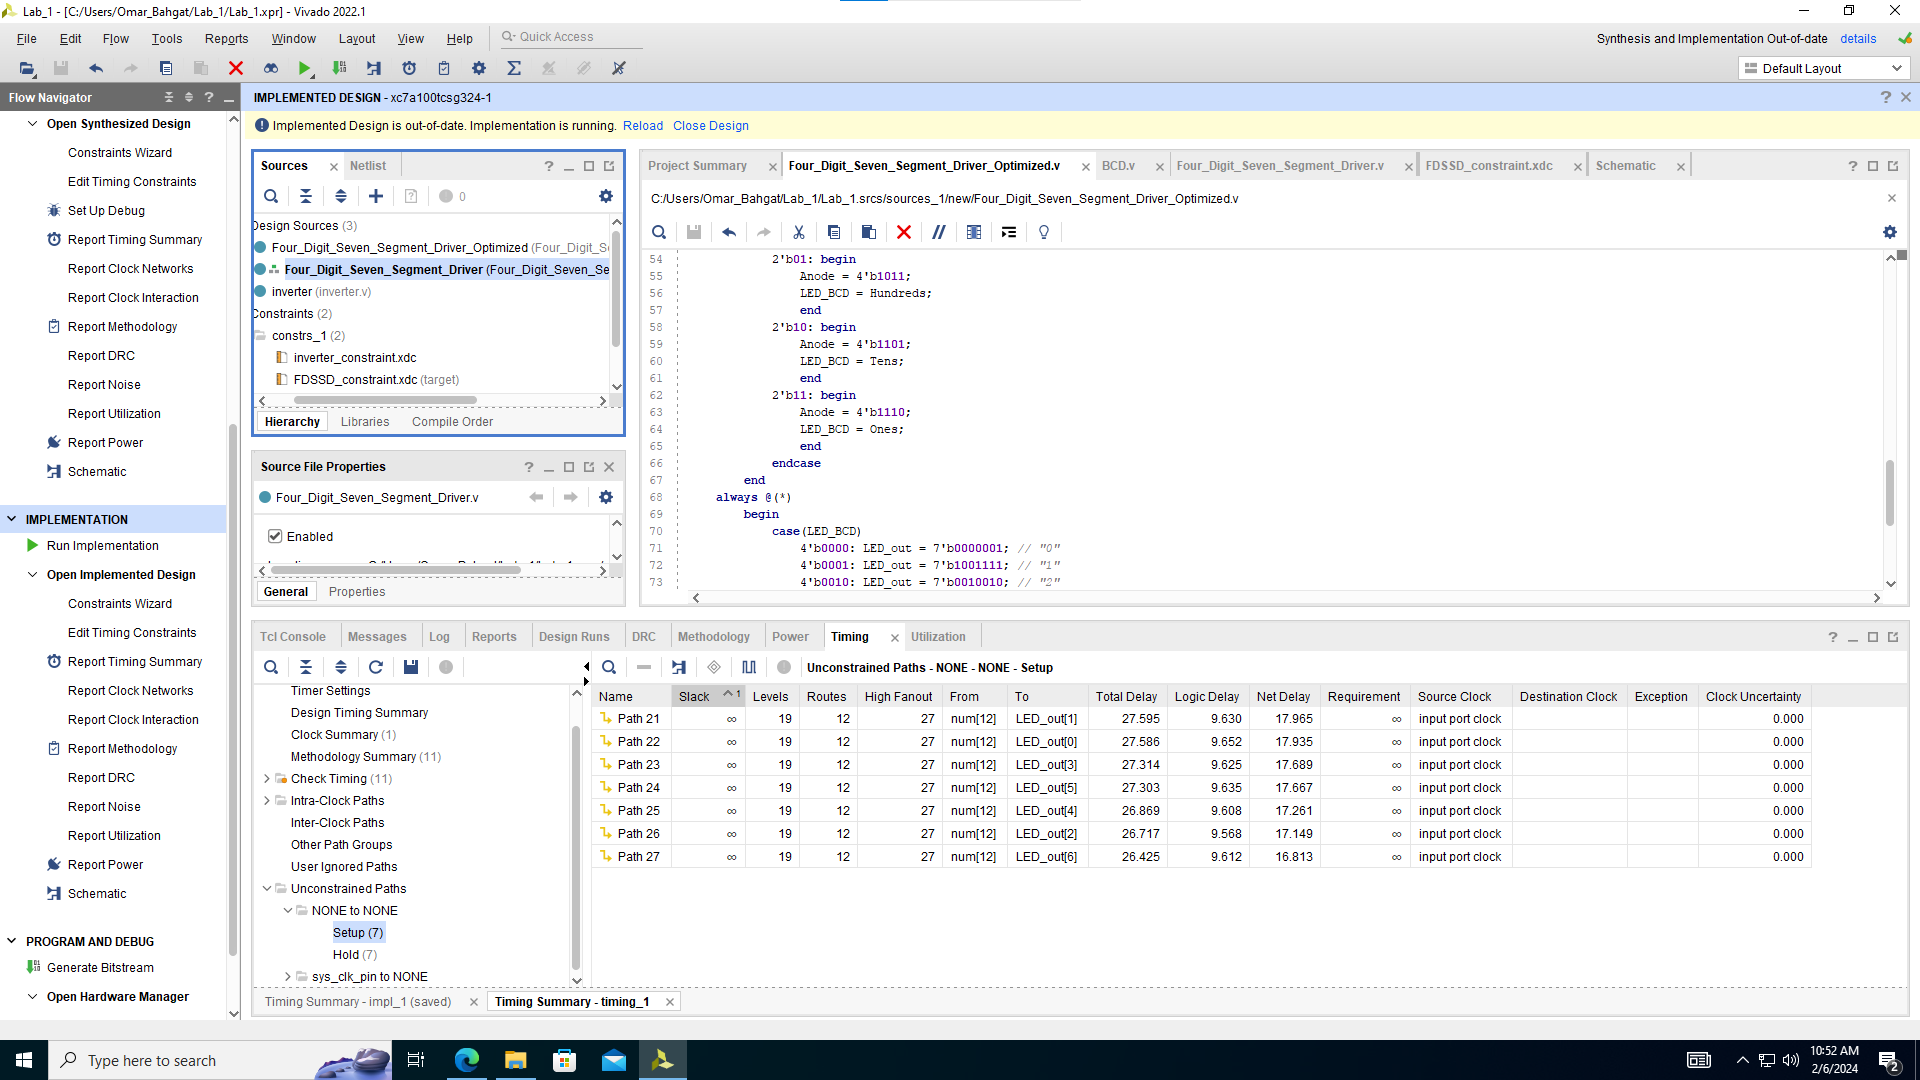 Lab_1 - [C:/Users/Omar_Bahgat/Lab_1/Lab_1.xpr] - Vivado 2022.1
File Edit Flow Tools Reports Window Layout View Help Quick Access
Synthesis and Implementation Out-of-date details
Default Layout
Flow Navigator
IMPLEMENTED DESIGN - xc7a100tcsg324-1
Implemented Design is out-of-date. Implementation is running. Reload Close Design
Open Synthesized Design
Constraints Wizard
Edit Timing Constraints
Set Up Debug
Report Timing Summary
Report Clock Networks
Report Clock Interaction
Report Methodology
Report DRC
Report Noise
Report Utilization
Report Power
Schematic
IMPLEMENTATION
Run Implementation
Open Implemented Design
Constraints Wizard
Edit Timing Constraints
Report Timing Summary
Report Clock Networks
Report Clock Interaction
Report Methodology
Report DRC
Report Noise
Report Utilization
Report Power
Schematic
PROGRAM AND DEBUG
Generate Bitstream
Open Hardware Manager
Sources Netlist
0
Design Sources (3)
Four_Digit_Seven_Segment_Driver_Optimized (Four_Digit_S
Four_Digit_Seven_Segment_Driver (Four_Digit_Seven_Se
inverter (inverter.v)
Constraints (2)
constrs_1 (2)
inverter_constraint.xdc
FDSSD_constraint.xdc (target)
Hierarchy Libraries Compile Order
Source File Properties
Four_Digit_Seven_Segment_Driver.v
Enabled
General Properties
Project Summary Four_Digit_Seven_Segment_Driver_Optimized.v BCD.v Four_Digit_Seven_Segment_Driver.v FDSSD_constraint.xdc Schematic
C:/Users/Omar_Bahgat/Lab_1/Lab_1.srcs/sources_1/new/Four_Digit_Seven_Segment_Driver_Optimized.v
54 2'b01: begin
55 Anode = 4'b1011;
56 LED_BCD = Hundreds;
57 end
58 2'b10: begin
59 Anode = 4'b1101;
60 LED_BCD = Tens;
61 end
62 2'b11: begin
63 Anode = 4'b1110;
64 LED_BCD = Ones;
65 end
66 endcase
67 end
68 always @(*)
69 begin
70 case(LED_BCD)
71 4'b0000: LED_out = 7'b0000001; // "0"
72 4'b0001: LED_out = 7'b1001111; // "1"
73 4'b0010: LED_out = 7'b0010010; // "2"
Tcl Console Messages Log Reports Design Runs DRC Methodology Power Timing Utilization
Timer Settings
Design Timing Summary
Clock Summary (1)
Methodology Summary (11)
Check Timing (11)
Intra-Clock Paths
Inter-Clock Paths
Other Path Groups
User Ignored Paths
Unconstrained Paths
NONE to NONE
Setup (7)
Hold (7)
sys_clk_pin to NONE
Unconstrained Paths - NONE - NONE - Setup
Name Slack 1 Levels Routes High Fanout From To Total Delay Logic Delay Net Delay Requirement Source Clock Destination Clock Exception Clock Uncertainty
Path 21 ∞ 19 12 27 num[12] LED_out[1] 27.595 9.630 17.965 ∞ input port clock 0.000
Path 22 ∞ 19 12 27 num[12] LED_out[0] 27.586 9.652 17.935 ∞ input port clock 0.000
Path 23 ∞ 19 12 27 num[12] LED_out[3] 27.314 9.625 17.689 ∞ input port clock 0.000
Path 24 ∞ 19 12 27 num[12] LED_out[5] 27.303 9.635 17.667 ∞ input port clock 0.000
Path 25 ∞ 19 12 27 num[12] LED_out[4] 26.869 9.608 17.261 ∞ input port clock 0.000
Path 26 ∞ 19 12 27 num[12] LED_out[2] 26.717 9.568 17.149 ∞ input port clock 0.000
Path 27 ∞ 19 12 27 num[12] LED_out[6] 26.425 9.612 16.813 ∞ input port clock 0.000
Timing Summary - impl_1 (saved) Timing Summary - timing_1
Type here to search
10:52 AM
2/6/2024
2